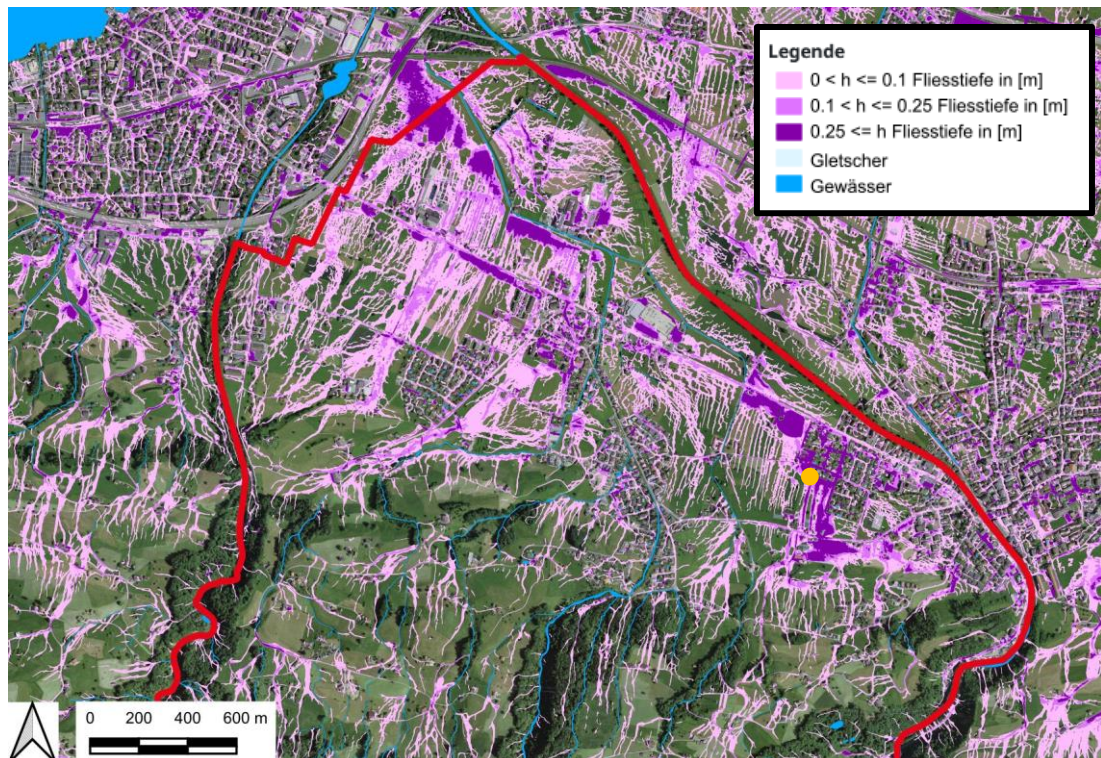 Legende
0 < h <= 0.1 Fliesstiefe in [m]
0.1 < h <= 0.25 Fliesstiefe in [m]
0.25 <= h Fliesstiefe in [m]
Gletscher
Gewässer
0 200 400 600 m